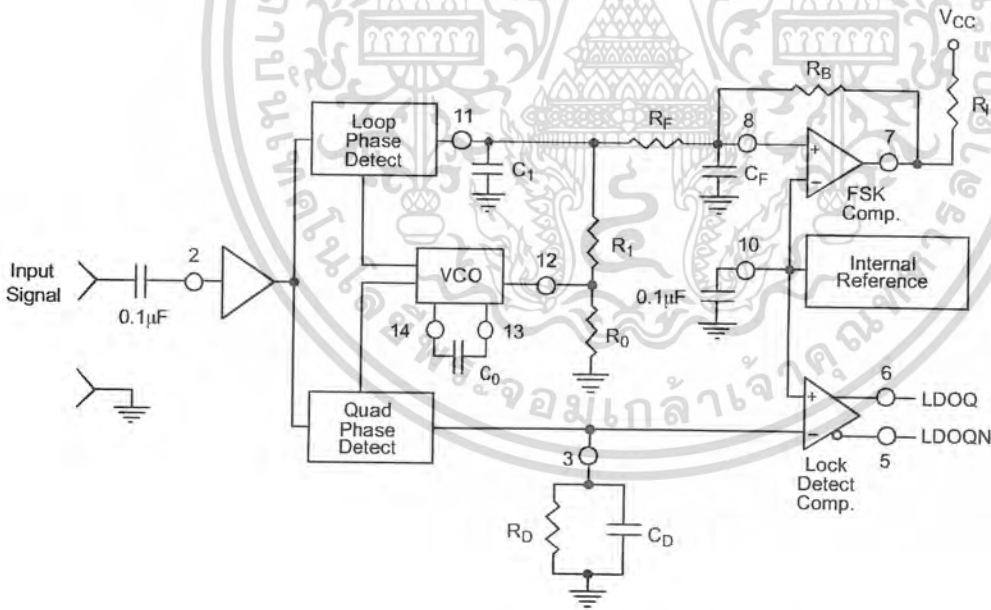 VCC
RB
11
Loop
Phase
Detect
RF
8
7
C1
CF
FSK
Comp.
2
Input
Signal
0.1µF
VCO
12
R1
10
Internal
Reference
0.1µF
14
13
C0
R0
6
LDOQ
LDOQN
5
Quad
Phase
Detect
3
Lock
Detect
Comp.
RD
CD
+
−
+
−